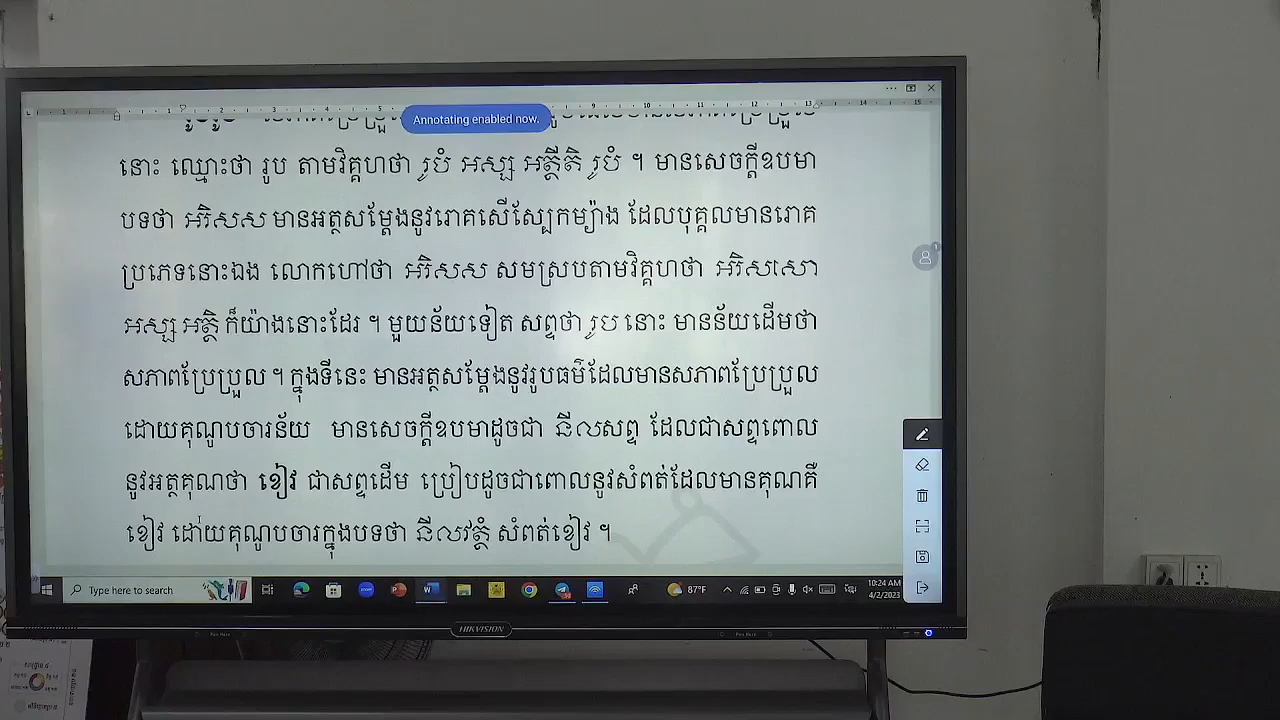 Annotating enabled now.
នោះ ឈ្មោះថា រូប តាមវិគ្គហថា រូបំ អស្ស អត្ថីតិ រូបំ ។ មានសេចក្តីឧបមា
បទថា អរិសស មានអត្ថសម្តែងនូវរោគសើស្បែកកម្យ៉ាង ដែលបុគ្គលមានរោគ
ប្រភេទនោះឯង លោកហៅថា អរិសស សមស្របតាមវិគ្គហថា អរិសសោ
អស្ស អត្ថិ ក៏យ៉ាងនោះដែរ ។ មួយន័យទៀត សព្ទថា រូប នោះ មានន័យដើមថា
សភាពប្រែប្រួល ។ ក្នុងទីនេះ មានអត្ថសម្តែងនូវរូបធម៌ដែលមានសភាពប្រែប្រួល
ដោយគុណូបចារន័យ មានសេចក្តីឧបមាដូចជា នីលសព្ទ ដែលជាសព្ទពោល
នូវអត្ថគុណថា ខៀវ ជាសព្ទដើម ប្រៀបដូចជាពោលនូវសំពត់ដែលមានគុណគឺ
ខៀវ ដោយគុណូបចារក្នុងបទថា នីលវត្ថំ សំពត់ខៀវ ។
Type here to search
87°F
10:24 AM
4/2/2023
HIKVISION